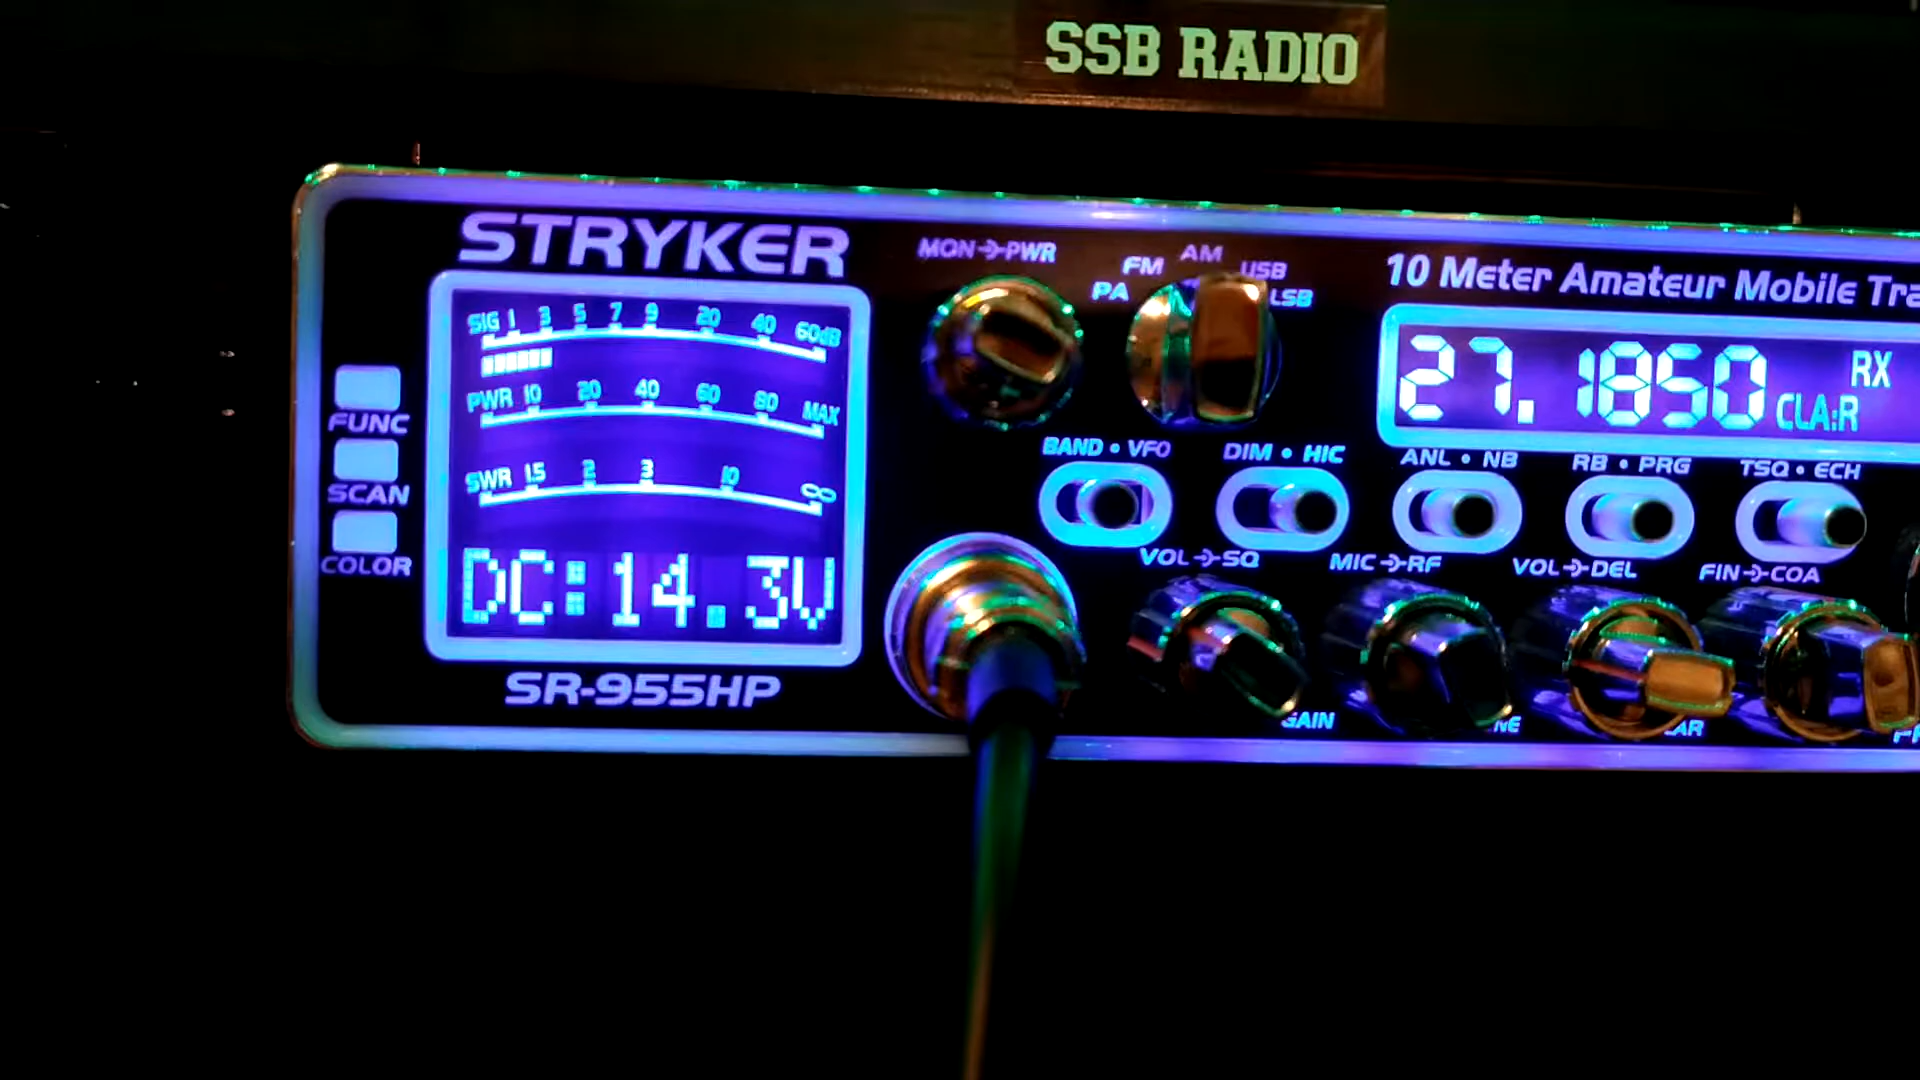 SSB RADIO
STRYKER
MON PWR
PA FM AM USB LSB
10 Meter Amateur Mobile
SIG 1 3 5 7 9 20 40 60dB
PWR 10 20 40 60 80 MAX
SWR 1.5 2 3 10 ∞
DC:14.3V
27.1850 RX
CLA:R
FUNC
SCAN
COLOR
BAND • VFO
DIM • HIC
ANL • NB
RB • PRG
TSQ • ECH
VOL SQ
MIC RF
VOL DEL
FIN COA
GAIN
SR-955HP